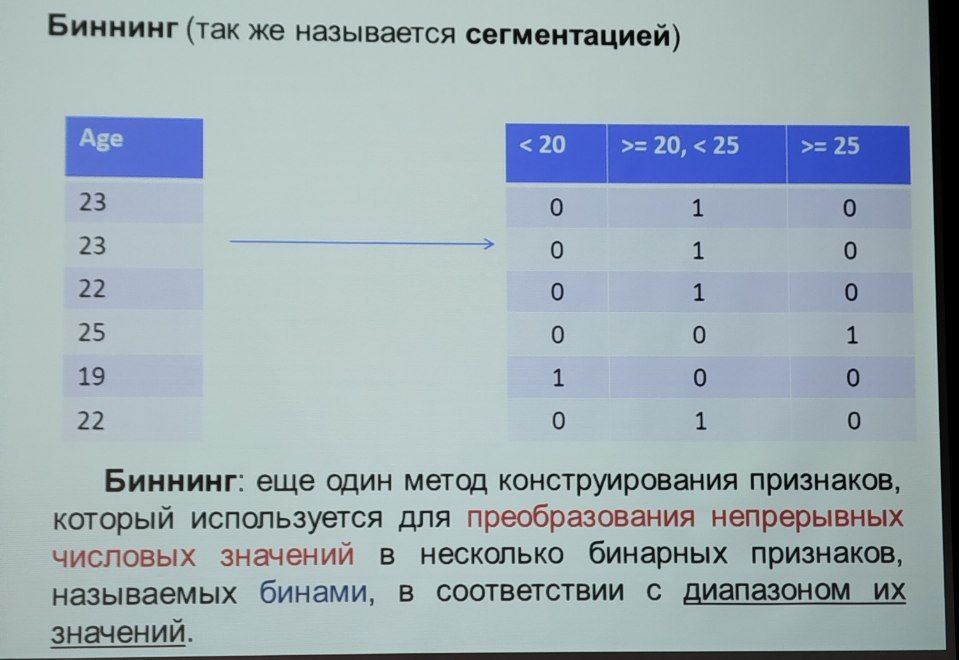 Биннинг (так же называется сегментацией)
Age
< 20 >= 20, < 25 >= 25
23
0 1 0
23
0 1 0
22
0 1 0
25
0 0 1
19
1 0 0
22
0 1 0
Биннинг: еще один метод конструирования признаков,
который используется для преобразования непрерывных
числовых значений в несколько бинарных признаков,
называемых бинами, в соответствии с диапазоном их
значений.